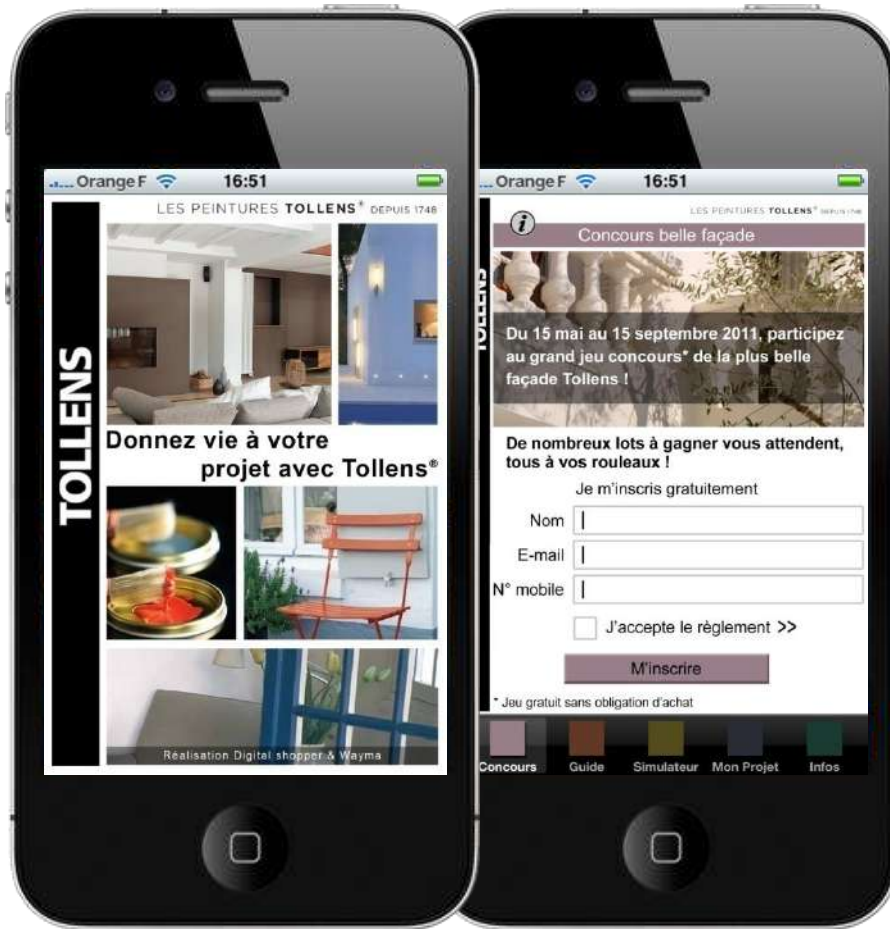 Orange F 16:51
LES PEINTURES TOLLENS® DEPUIS 1748
TOLLENS
Donnez vie à votre
projet avec Tollens®
Réalisation Digital shopper & Wayma
Orange F 16:51
LES PEINTURES TOLLENS® DEPUIS 1748
i
Concours belle façade
TOLLENS
Du 15 mai au 15 septembre 2011, participez
au grand jeu concours* de la plus belle
façade Tollens !
De nombreux lots à gagner vous attendent,
tous à vos rouleaux !
Je m'inscris gratuitement
Nom
E-mail
N° mobile
J'accepte le règlement >>
M'inscrire
* Jeu gratuit sans obligation d'achat
Concours Guide Simulateur Mon Projet Infos